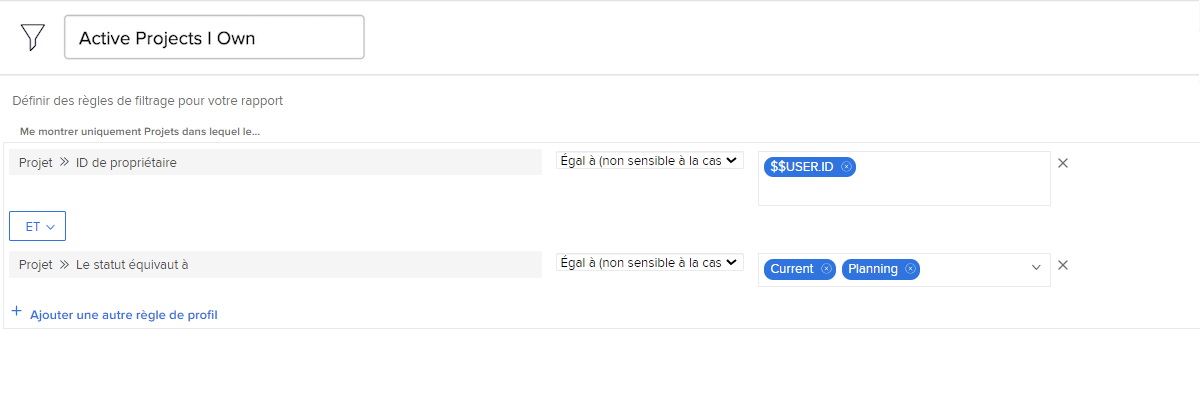 Active Projects I Own
Définir des règles de filtrage pour votre rapport
Me montrer uniquement Projets dans lequel le...
Projet » ID de propriétaire Égal à (non sensible à la cas $$USER.ID
ET
Projet » Le statut équivaut à Égal à (non sensible à la cas Current Planning
+ Ajouter une autre règle de profil